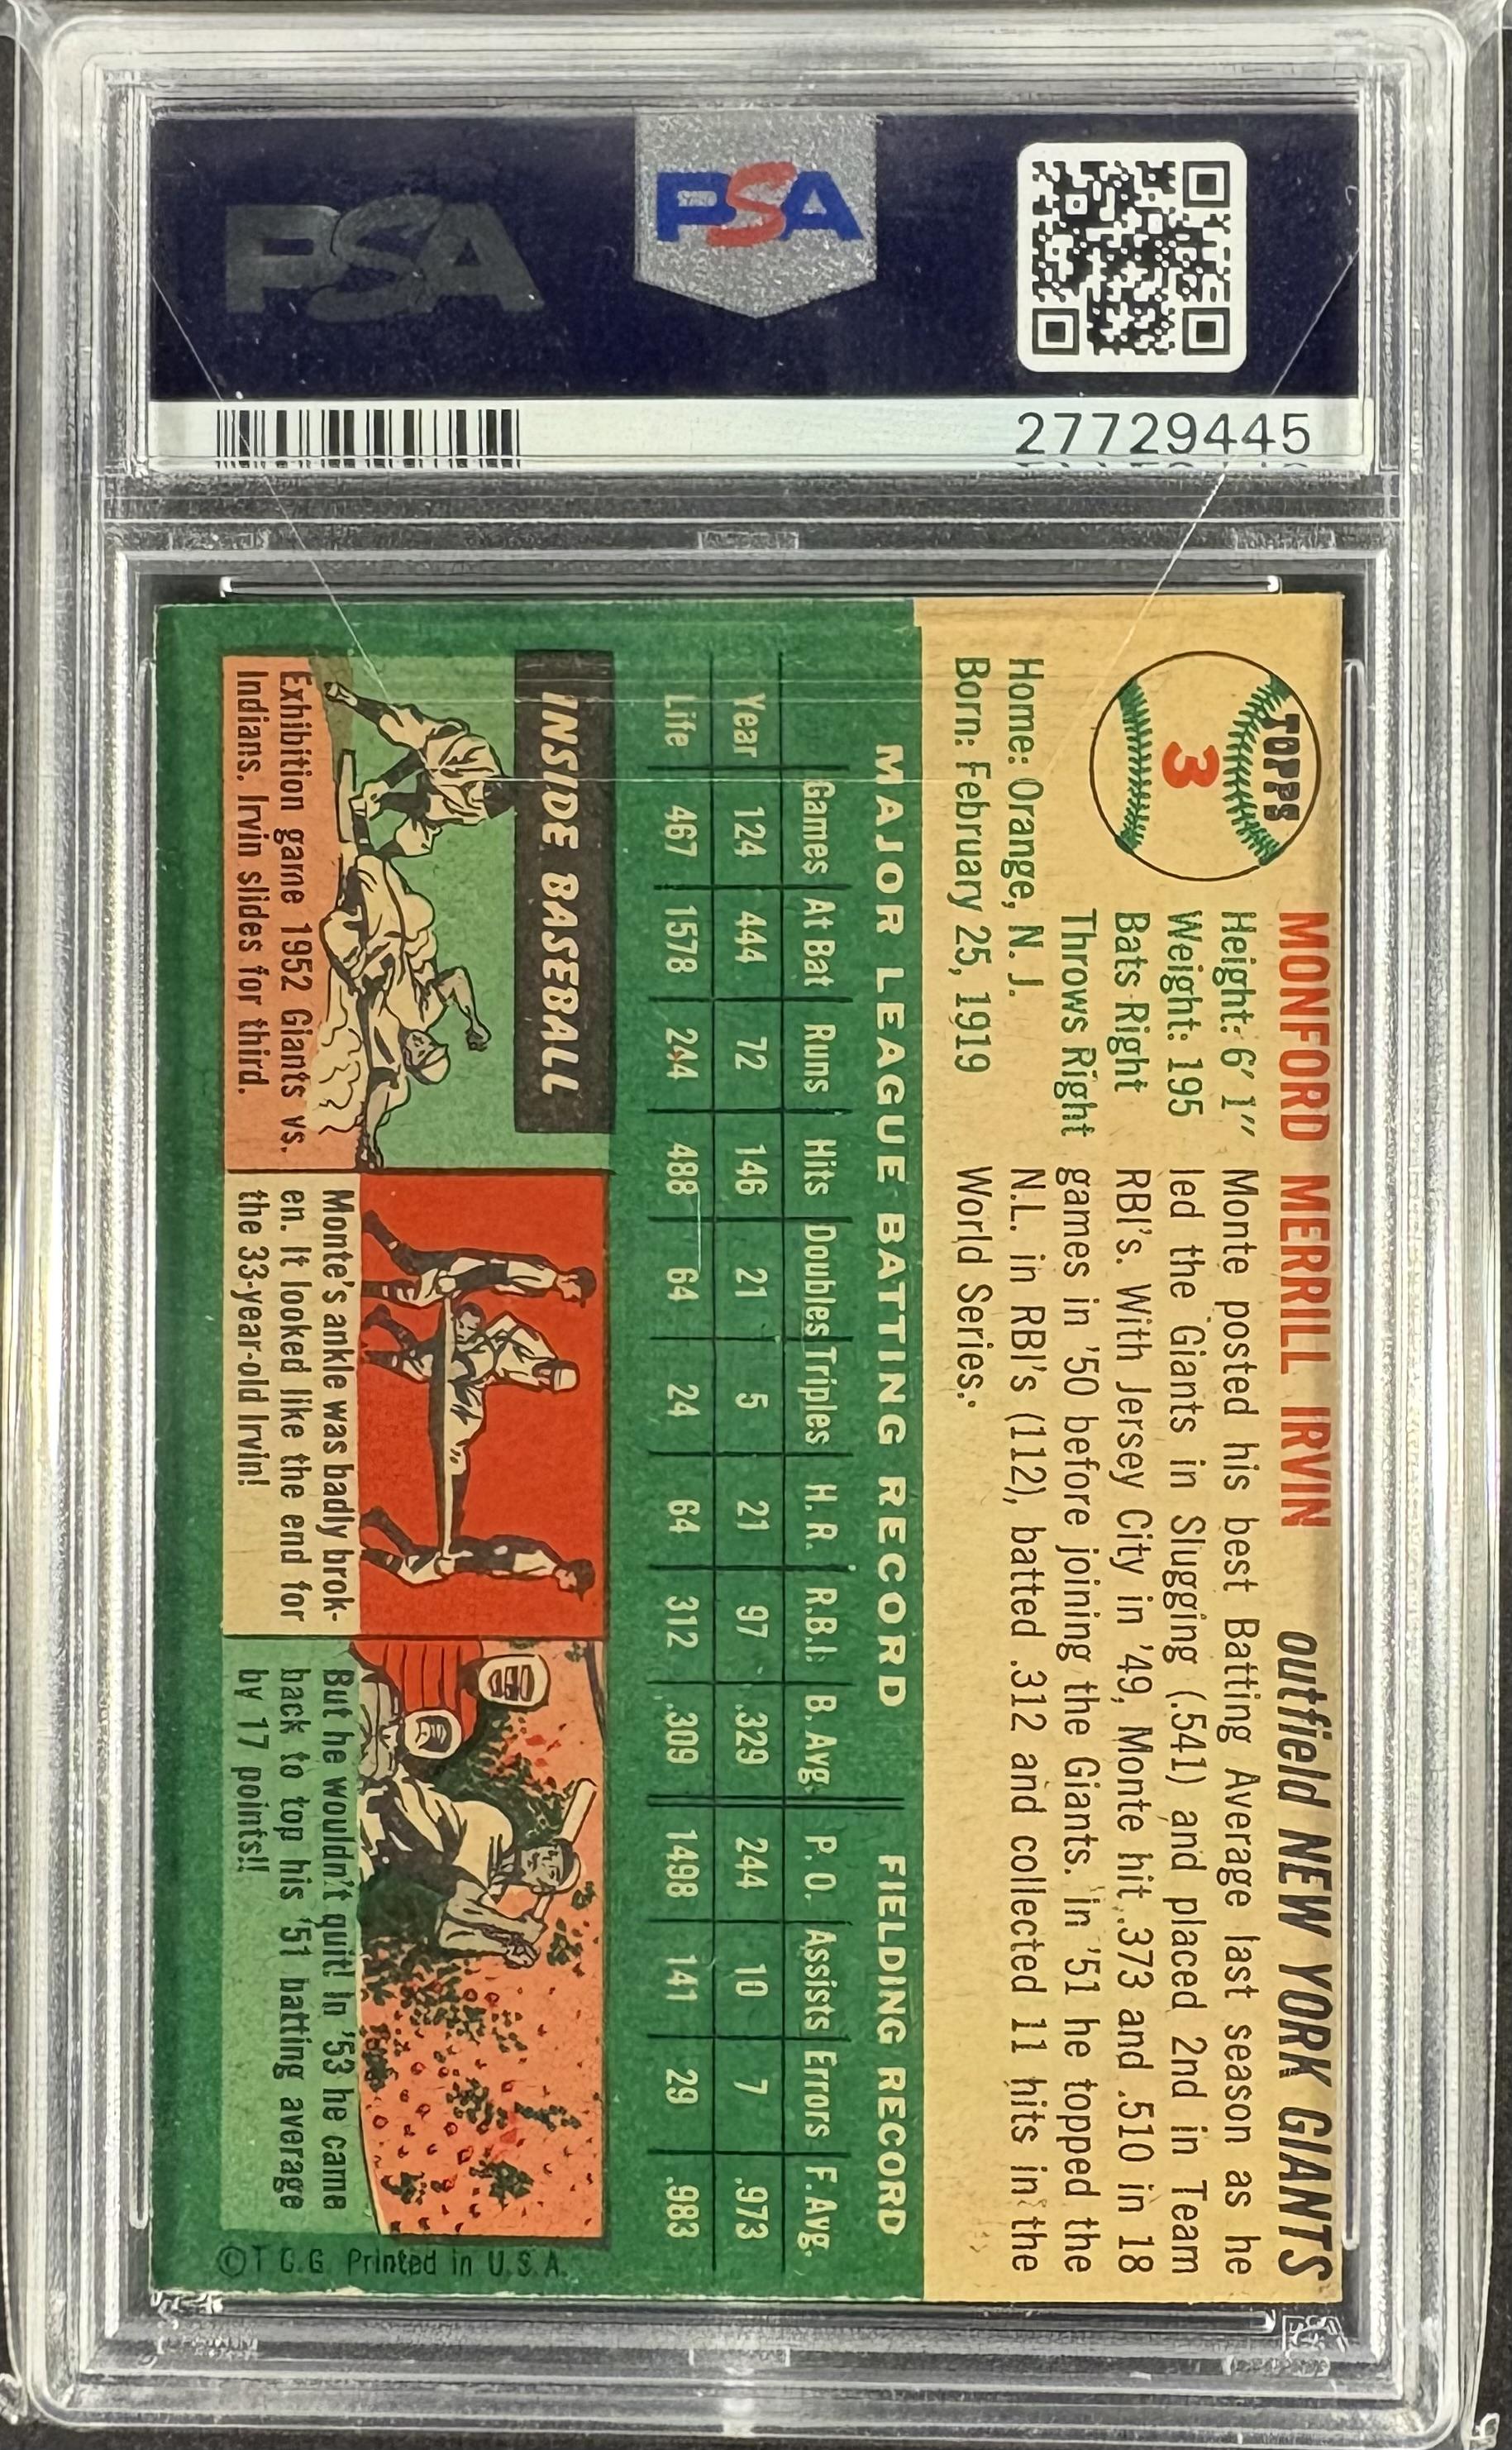 PSA
PSA
27729445
TOPPS
3
MONFORD MERRILL IRVIN outfield NEW YORK GIANTS
Height: 6' 1"
Weight: 195
Bats Right
Throws Right
Home: Orange, N. J.
Born: February 25, 1919
Monte posted his best Batting Average last season as he
led the Giants in Slugging (.541) and placed 2nd in Team
RBI's. With Jersey City in '49, Monte hit .373 and .510 in 18
games in '50 before joining the Giants. In '51 he topped the
N.L. in RBI's (112), batted .312 and collected 11 hits in the
World Series.
MAJOR LEAGUE BATTING RECORD FIELDING RECORD
Games At Bat Runs Hits Doubles Triples H. R. R.B.I. B. Avg. P. O. Assists Errors F. Avg.
Year 124 444 72 146 21 5 21 97 .329 244 10 7 .973
Life 467 1578 244 488 64 24 64 312 .309 1498 141 29 .983
INSIDE BASEBALL
Exhibition game 1952 Giants vs.
Indians. Irvin slides for third.
Monte's ankle was badly brok-
en. It looked like the end for
the 33-year-old Irvin!
But he wouldn't quit! In '53 he came
back to top his '51 batting average
by 17 points!!
© T. C. G. Printed in U. S. A.